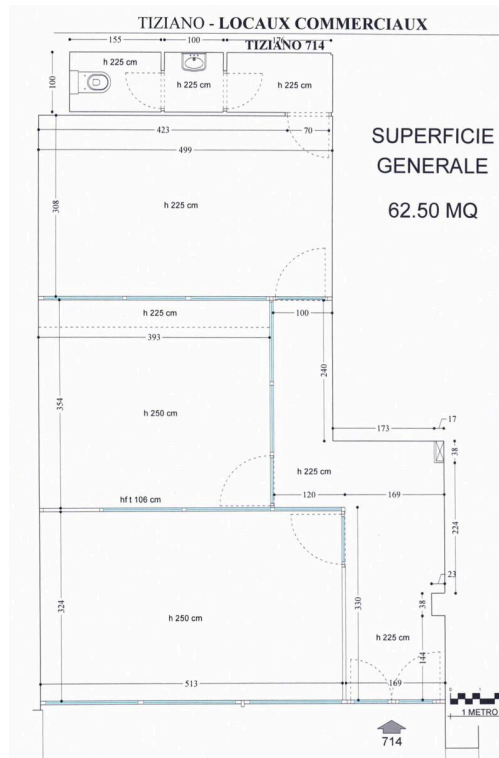 TIZIANO - LOCAUX COMMERCIAUX
TIZIANO 714
155 100 176
h 225 cm
h 225 cm
h 225 cm
100
423 70
499
SUPERFICIE
GENERALE
62.50 MQ
308
h 225 cm
h 225 cm
100
393
240
354
h 250 cm
173
17
38
h 225 cm
hf t 106 cm
120 169
224
23
324
330
38
h 250 cm
h 225 cm
144
513 169
1 METRO
714